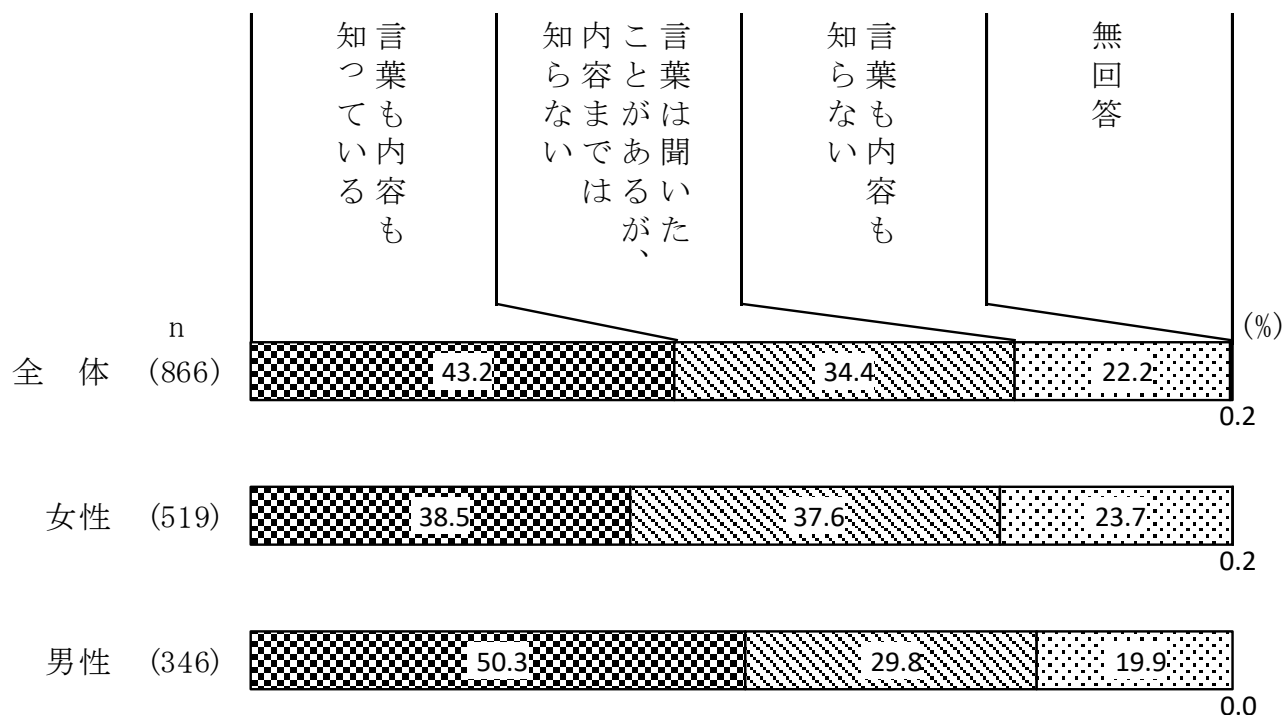 言葉も内容も
知っている
言葉は聞いた
ことがあるが、
内容までは
知らない
言葉も内容も
知らない
無回答
n
(%)
全 体 (866) 43.2 34.4 22.2
0.2
女性 (519) 38.5 37.6 23.7
0.2
男性 (346) 50.3 29.8 19.9
0.0